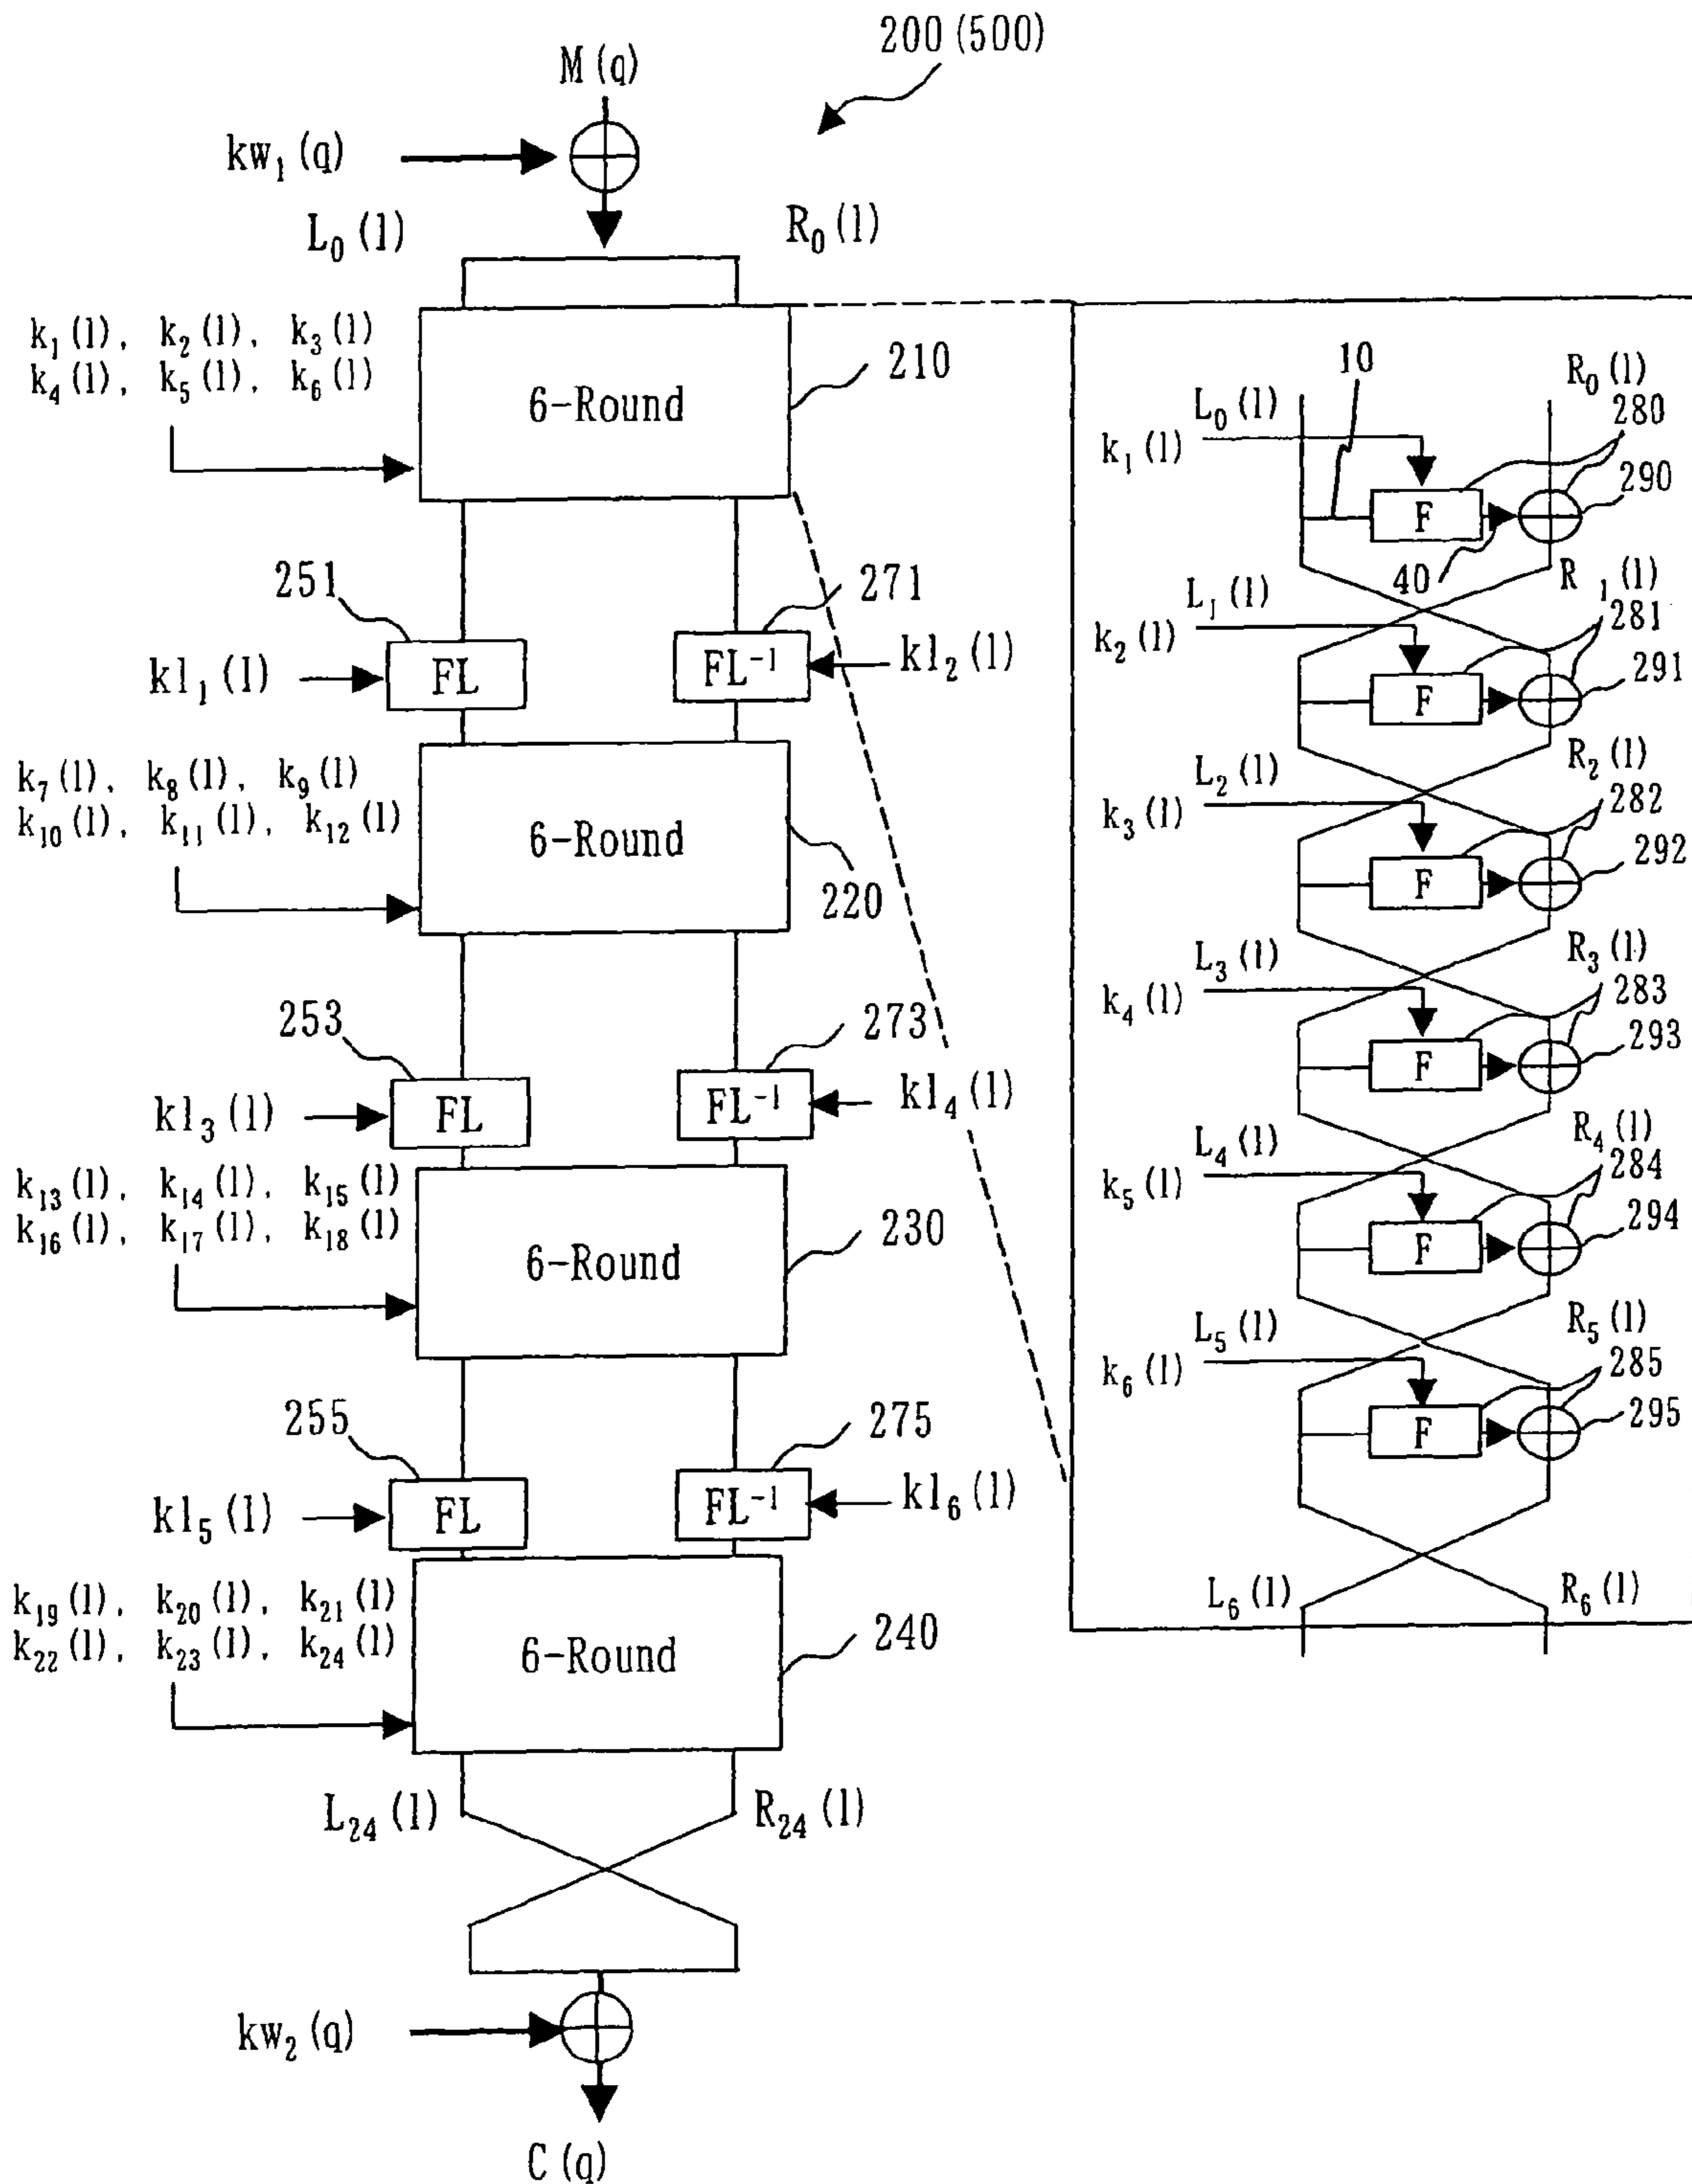 200 (500)
M (q)
kw₁ (q)
L₀ (l)
R₀ (l)
k₁ (l), k₂ (l), k₃ (l)
k₄ (l), k₅ (l), k₆ (l)
6-Round
210
251
271
kl₁ (l)
FL
FL⁻¹
kl₂ (l)
k₇ (l), k₈ (l), k₉ (l)
k₁₀ (l), k₁₁ (l), k₁₂ (l)
6-Round
220
253
273
kl₃ (l)
FL
FL⁻¹
kl₄ (l)
k₁₃ (l), k₁₄ (l), k₁₅ (l)
k₁₆ (l), k₁₇ (l), k₁₈ (l)
6-Round
230
255
275
kl₅ (l)
FL
FL⁻¹
kl₆ (l)
k₁₉ (l), k₂₀ (l), k₂₁ (l)
k₂₂ (l), k₂₃ (l), k₂₄ (l)
6-Round
240
L₂₄ (l)
R₂₄ (l)
kw₂ (q)
C (q)
10
R₀ (l)
L₀ (l)
280
k₁ (l)
290
F
40
R₁ (l)
L₁ (l)
281
k₂ (l)
291
F
R₂ (l)
L₂ (l)
282
k₃ (l)
292
F
R₃ (l)
L₃ (l)
283
k₄ (l)
293
F
R₄ (l)
L₄ (l)
284
k₅ (l)
294
F
R₅ (l)
L₅ (l)
285
k₆ (l)
295
F
L₆ (l)
R₆ (l)